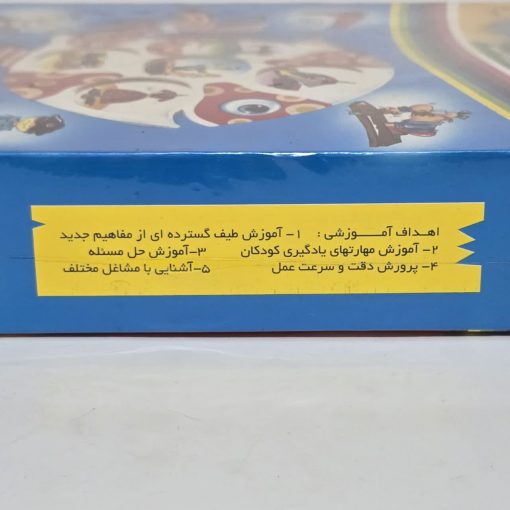 اهداف آموزشی : ۱- آموزش طیف گسترده ای از مفاهیم جدید
۲- آموزش مهارتهای یادگیری کودکان ۳-آموزش حل مسئله
۴- پرورش دقت و سرعت عمل ۵-آشنایی با مشاغل مختلف